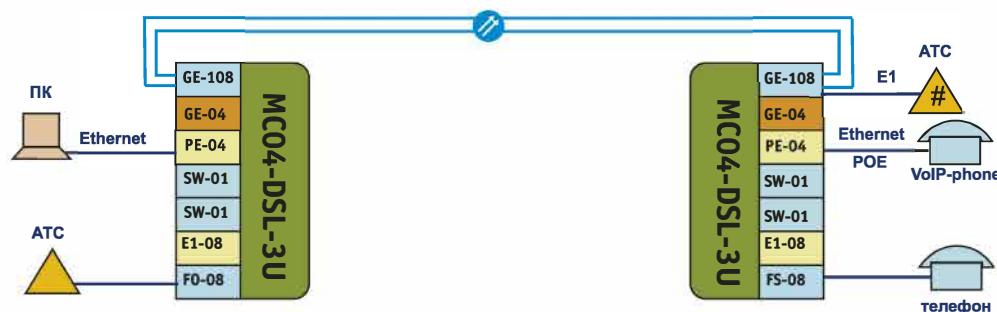 ПК
Ethernet
АТС
GE-108
GE-04
PE-04
SW-01
SW-01
E1-08
FO-08
МС04-DSL-3U
МС04-DSL-3U
GE-108
GE-04
PE-04
SW-01
SW-01
E1-08
FS-08
E1
АТС
#
Ethernet
POE
VoIP-phone
телефон